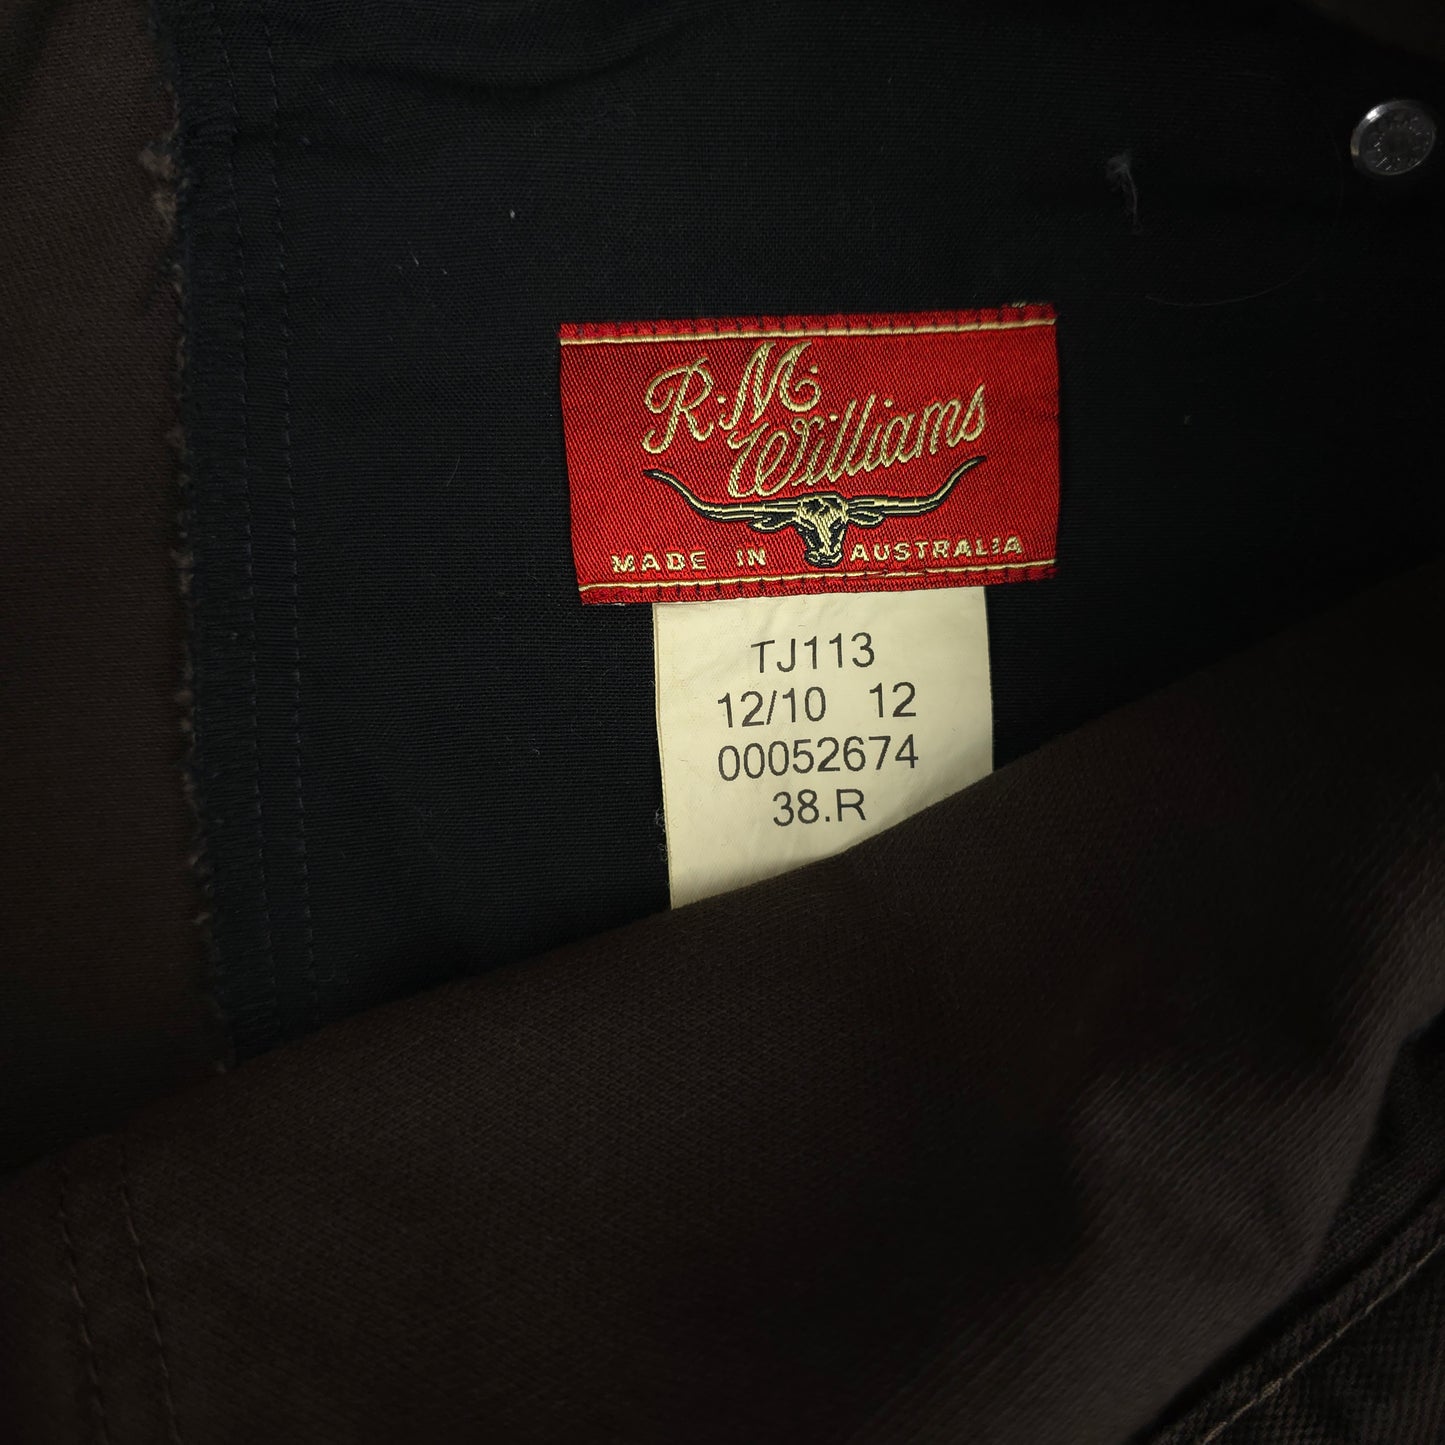 R.M.
Williams
MADE IN AUSTRALIA
TJ113
12/10 12
00052674
38.R